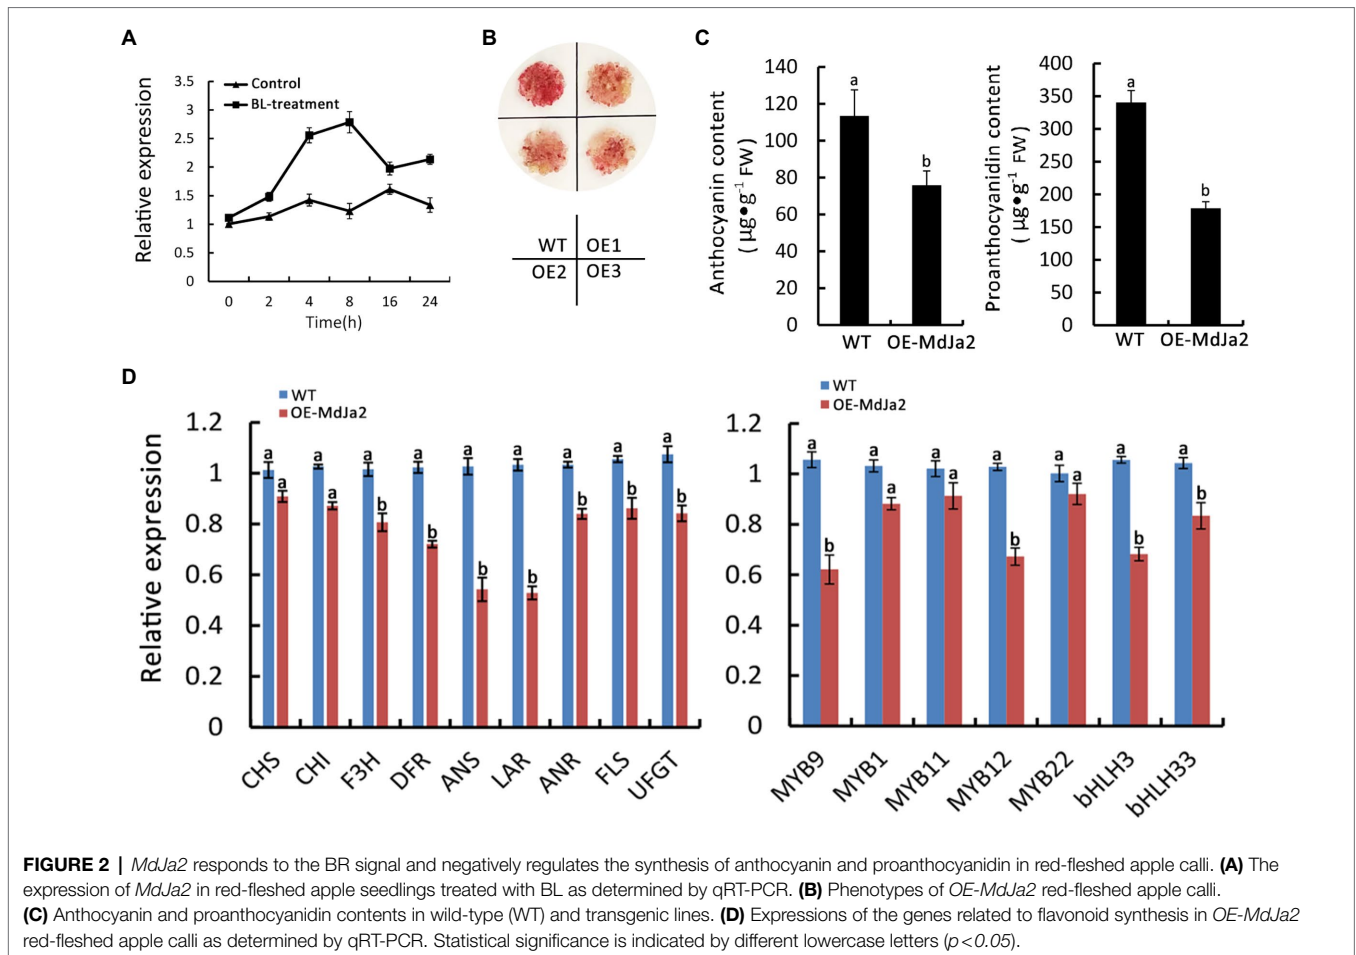 A
Relative expression
3.5
3
2.5
2
1.5
1
0.5
0
Control
BL-treatment
0 2 4 8 16 24
Time(h)
B
WT OE1
OE2 OE3
C
Anthocyanin content
( μg●g⁻¹ FW)
140
120
100
80
60
40
20
0
a
b
WT OE-MdJa2
Proanthocyanidin content
( μg●g⁻¹ FW)
400
350
300
250
200
150
100
50
0
a
b
WT OE-MdJa2
D
WT
OE-MdJa2
Relative expression
1.2
1
0.8
0.6
0.4
0.2
0
a a a a a a a a a
a a b b b b b b b
CHS CHI F3H DFR ANS LAR ANR FLS UFGT
WT
OE-MdJa2
1.2
1
0.8
0.6
0.4
0.2
0
a a a a a a a
b a a b a b b
MYB9 MYB1 MYB11 MYB12 MYB22 bHLH3 bHLH33
FIGURE 2 | MdJa2 responds to the BR signal and negatively regulates the synthesis of anthocyanin and proanthocyanidin in red-fleshed apple calli. (A) The
expression of MdJa2 in red-fleshed apple seedlings treated with BL as determined by qRT-PCR. (B) Phenotypes of OE-MdJa2 red-fleshed apple calli.
(C) Anthocyanin and proanthocyanidin contents in wild-type (WT) and transgenic lines. (D) Expressions of the genes related to flavonoid synthesis in OE-MdJa2
red-fleshed apple calli as determined by qRT-PCR. Statistical significance is indicated by different lowercase letters (p<0.05).